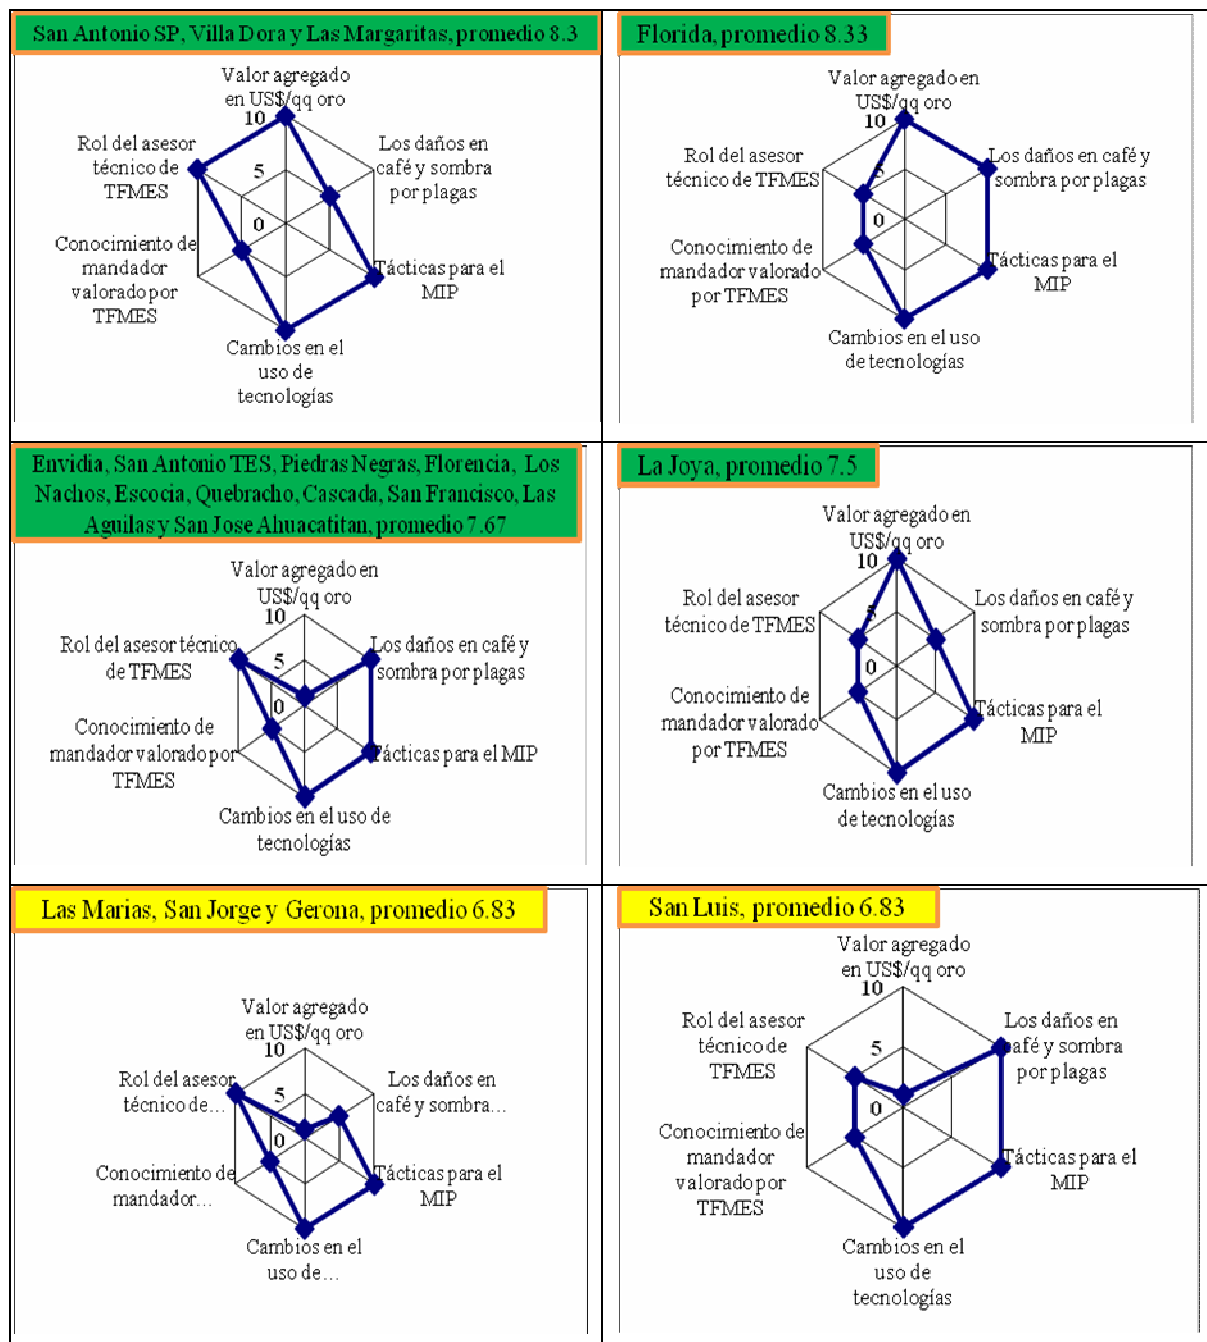 San Antonio SP, Villa Dora y Las Margaritas, promedio 8.3
Valor agregado
en US$/qq oro
10
Rol del asesor
técnico de
TFMES
Los daños en
café y sombra
por plagas
5
0
Conocimiento de
mandador
valorado por
TFMES
Tácticas para el
MIP
Cambios en el
uso de
tecnologías
Florida, promedio 8.33
Valor agregado en
US$/qq oro
10
Rol del asesor
técnico de TFMES
Los daños en café y
sombra por plagas
5
0
Conocimiento de
mandador valorado
por TFMES
Tácticas para el
MIP
Cambios en el uso
de tecnologías
Envidia, San Antonio TES, Piedras Negras, Florencia, Los
Nachos, Escocia, Quebracho, Cascada, San Francisco, Las
Aguilas y San Jose Ahuacatitan, promedio 7.67
Valor agregado en
US$/qq oro
10
Rol del asesor técnico
de TFMES
Los daños en café y
sombra por plagas
5
0
Conocimiento de
mandador valorado por
TFMES
Tácticas para el MIP
Cambios en el uso de
tecnologías
La Joya, promedio 7.5
Valor agregado en
US$/qq oro
10
Rol del asesor
técnico de TFMES
Los daños en café y
sombra por plagas
5
0
Conocimiento de
mandador valorado
por TFMES
Tácticas para el
MIP
Cambios en el uso
de tecnologías
Las Marias, San Jorge y Gerona, promedio 6.83
Valor agregado
en US$/qq oro
10
Rol del asesor
técnico de...
Los daños en
café y sombra...
5
0
Conocimiento de
mandador...
Tácticas para el
MIP
Cambios en el
uso de...
San Luis, promedio 6.83
Valor agregado
en US$/qq oro
10
Rol del asesor
técnico de
TFMES
Los daños en
café y sombra
por plagas
5
0
Conocimiento de
mandador
valorado por
TFMES
Tácticas para el
MIP
Cambios en el
uso de
tecnologías